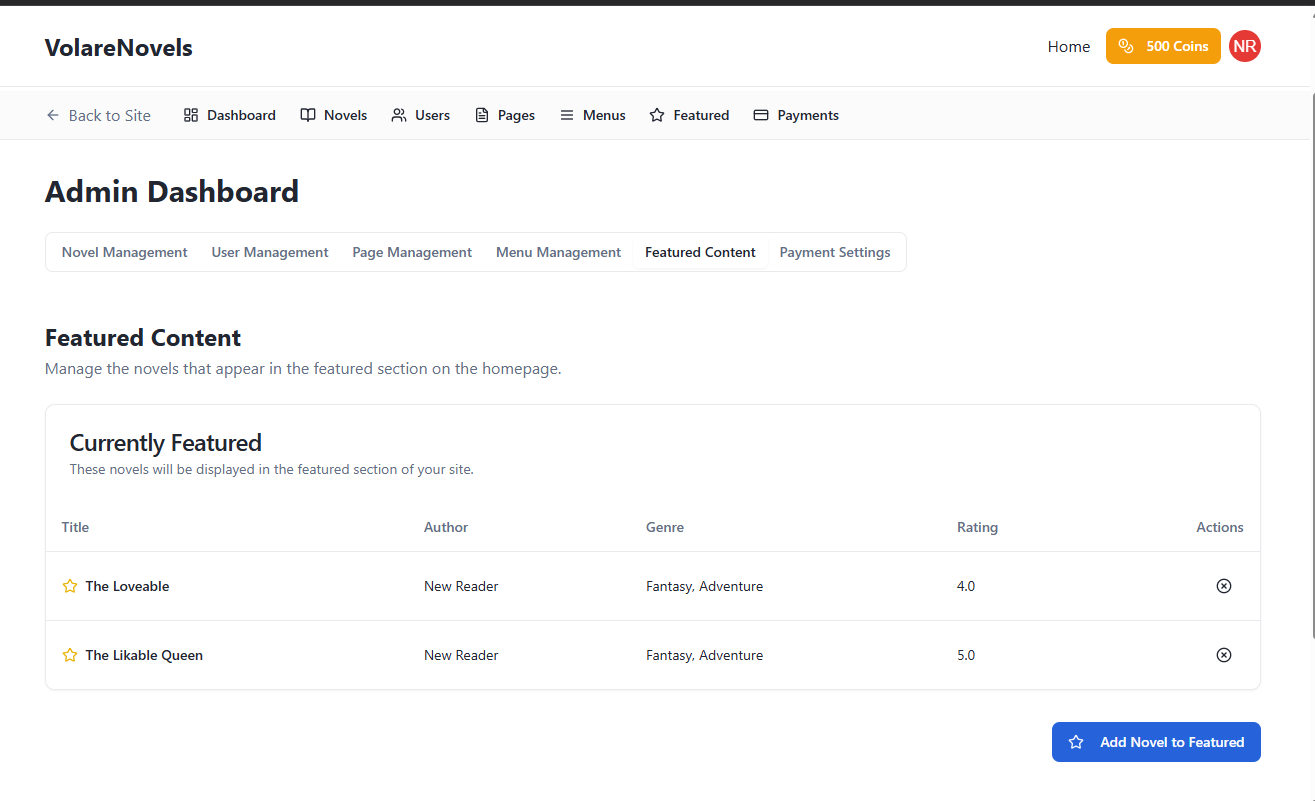 VolareNovels
Home
500 Coins
NR
Back to Site
Dashboard
Novels
Users
Pages
Menus
Featured
Payments
Admin Dashboard
Novel Management
User Management
Page Management
Menu Management
Featured Content
Payment Settings
Featured Content
Manage the novels that appear in the featured section on the homepage.
Currently Featured
These novels will be displayed in the featured section of your site.
Title Author Genre Rating Actions
The Loveable New Reader Fantasy, Adventure 4.0
The Likable Queen New Reader Fantasy, Adventure 5.0
Add Novel to Featured